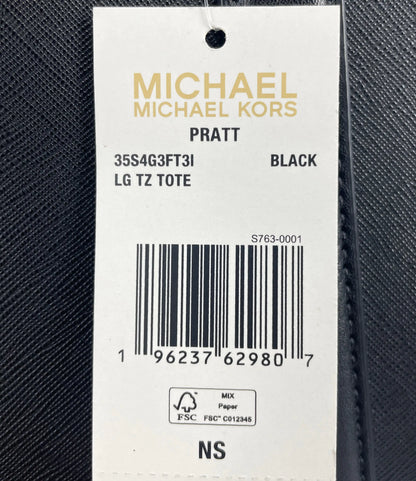 MICHAEL
MICHAEL KORS
PRATT
35S4G3FT3I BLACK
LG TZ TOTE
S763-0001
1 96237 62980 7
FSC
MIX
Paper
FSC™ C012345
NS